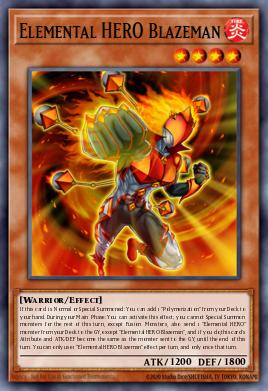 ELEMENTAL HERO BLAZEMAN
FIRE
炎
[WARRIOR/EFFECT]
If this card is Normal or Special Summoned: You can add 1 "Polymerization" from your Deck to
your hand. During your Main Phase: You can activate this effect; you cannot Special Summon
monsters for the rest of this turn, except Fusion Monsters, also send 1 "Elemental HERO"
monster from your Deck to the GY, except "Elemental HERO Blazeman", and if you do, this card's
Attribute and ATK/DEF become the same as the monster sent to the GY, until the end of this
turn. You can only use 1 "Elemental HERO Blazeman" effect per turn, and only once that turn.
ATK/1200 DEF/1800